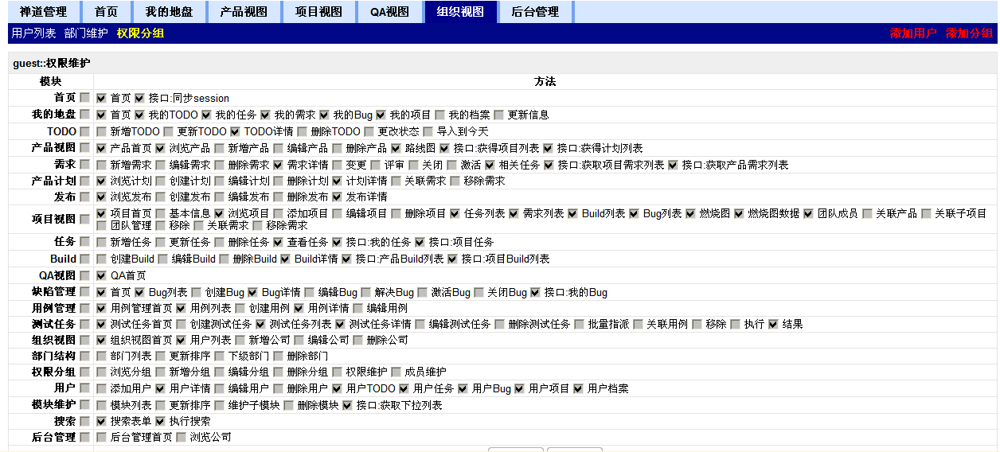 禅道管理 首页 我的地盘 产品视图 项目视图 QA视图 组织视图 后台管理
用户列表 部门维护 权限分组 添加用户 添加分组
guest::权限维护
模块 方法
首页 首页 接口:同步session
我的地盘 首页 我的TODO 我的任务 我的需求 我的Bug 我的项目 我的档案 更新信息
TODO 新增TODO 更新TODO TODO详情 删除TODO 更改状态 导入到今天
产品视图 产品首页 浏览产品 新增产品 编辑产品 删除产品 路线图 接口:获得项目列表 接口:获得计划列表
需求 新增需求 编辑需求 删除需求 需求详情 变更 评审 关闭 激活 相关任务 接口:获取项目需求列表 接口:获取产品需求列表
产品计划 浏览计划 创建计划 编辑计划 删除计划 计划详情 关联需求 移除需求
发布 浏览发布 创建发布 编辑发布 删除发布 发布详情
项目视图 项目首页 基本信息 浏览项目 添加项目 编辑项目 删除项目 任务列表 需求列表 Build列表 Bug列表 燃烧图 燃烧图数据 团队成员 关联产品 关联子项目
团队管理 移除 关联需求 移除需求
任务 新增任务 更新任务 删除任务 查看任务 接口:我的任务 接口:项目任务
Build 创建Build 编辑Build 删除Build Build详情 接口:产品Build列表 接口:项目Build列表
QA视图 QA首页
缺陷管理 首页 Bug列表 创建Bug Bug详情 编辑Bug 解决Bug 激活Bug 关闭Bug 接口:我的Bug
用例管理 用例管理首页 用例列表 创建用例 用例详情 编辑用例
测试任务 测试任务首页 创建测试任务 测试任务列表 测试任务详情 编辑测试任务 删除测试任务 批量指派 关联用例 移除 执行 结果
组织视图 组织视图首页 用户列表 新增公司 编辑公司 删除公司
部门结构 部门列表 更新排序 下级部门 删除部门
权限分组 浏览分组 新增分组 编辑分组 删除分组 权限维护 成员维护
用户 添加用户 用户详情 编辑用户 删除用户 用户TODO 用户任务 用户Bug 用户项目 用户档案
模块维护 模块列表 更新排序 维护子模块 删除模块 接口:获取下拉列表
搜索 搜索表单 执行搜索
后台管理 后台管理首页 浏览公司